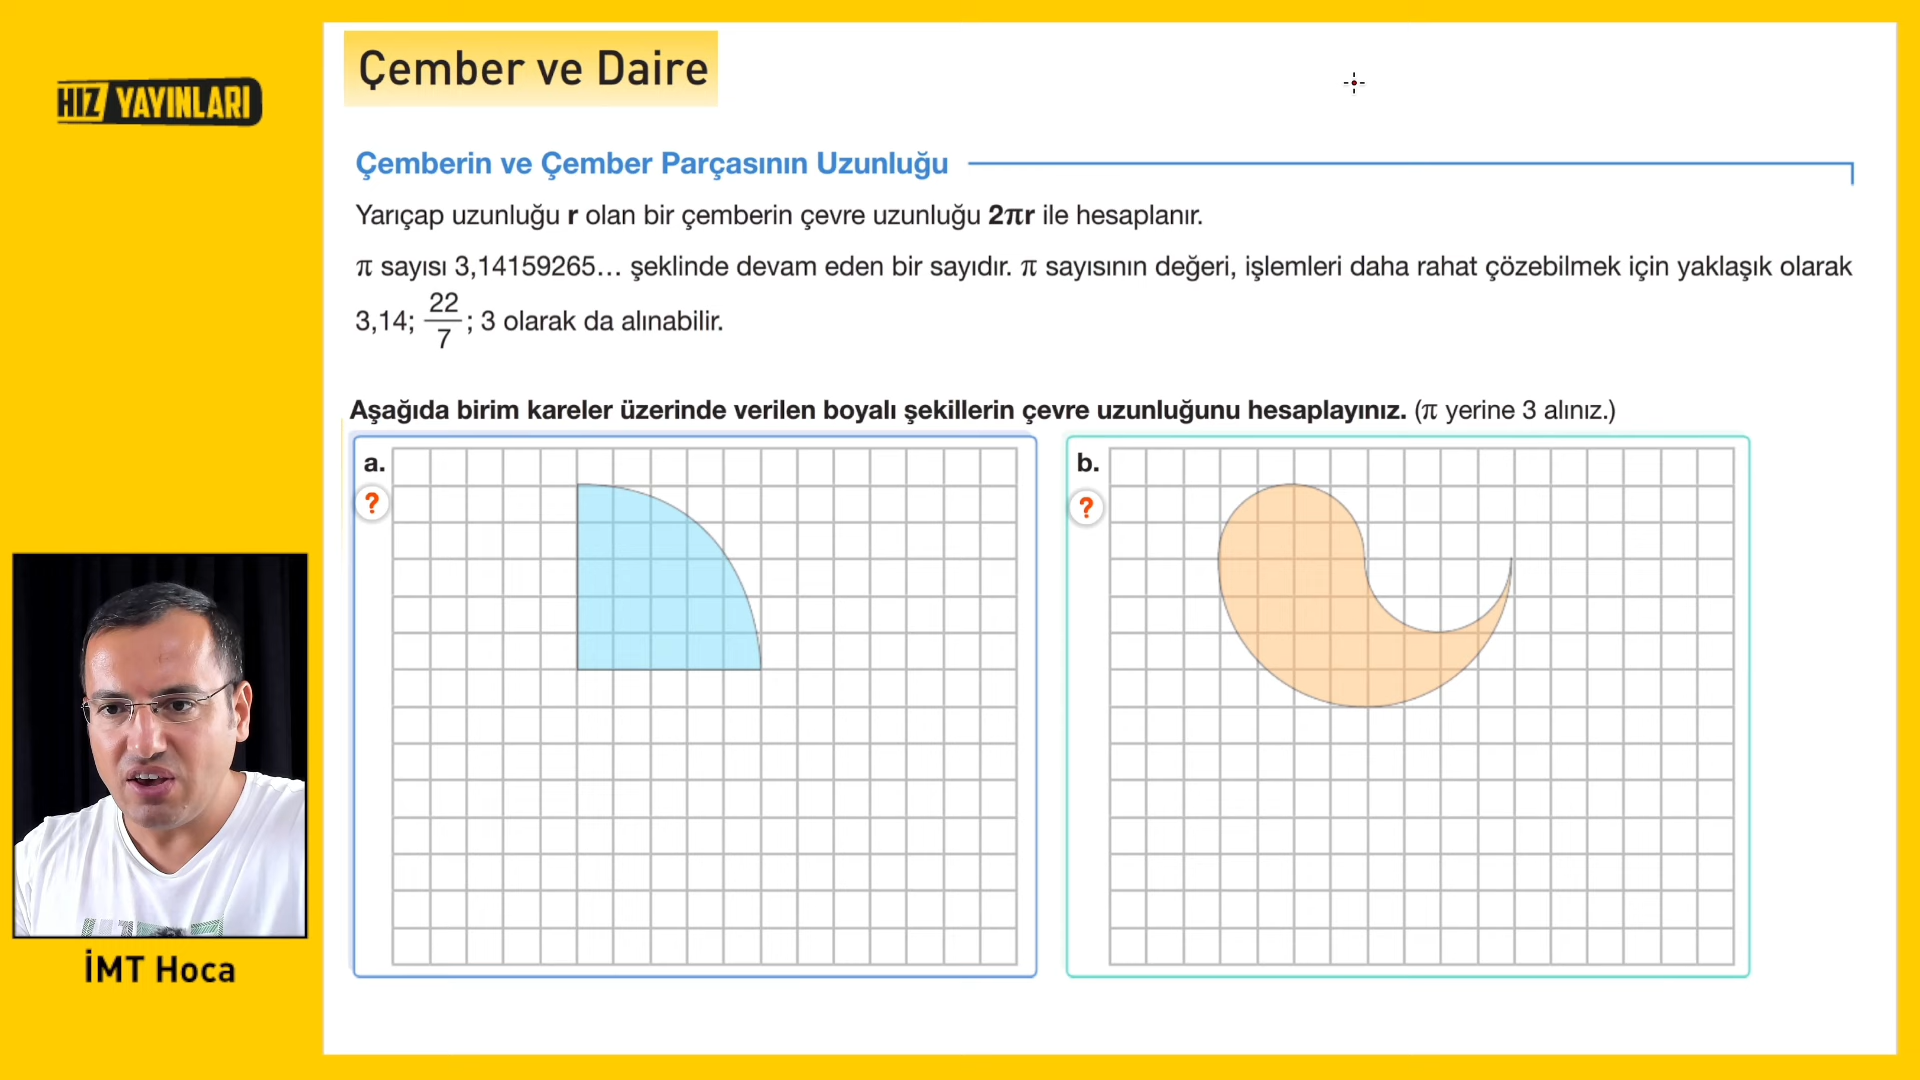 Çember ve Daire
HIZ YAYINLARI
Çemberin ve Çember Parçasının Uzunluğu
Yarıçap uzunluğu r olan bir çemberin çevre uzunluğu 2πr ile hesaplanır.
π sayısı 3,14159265... şeklinde devam eden bir sayıdır. π sayısının değeri, işlemleri daha rahat çözebilmek için yaklaşık olarak
3,14; 22/7; 3 olarak da alınabilir.
Aşağıda birim kareler üzerinde verilen boyalı şekillerin çevre uzunluğunu hesaplayınız. (π yerine 3 alınız.)
a.
?
b.
?
İMT Hoca